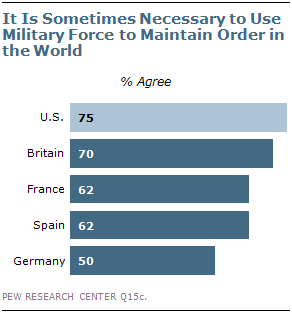 It Is Sometimes Necessary to Use
Military Force to Maintain Order in
the World
% Agree
U.S. 75
Britain 70
France 62
Spain 62
Germany 50
PEW RESEARCH CENTER Q15c.